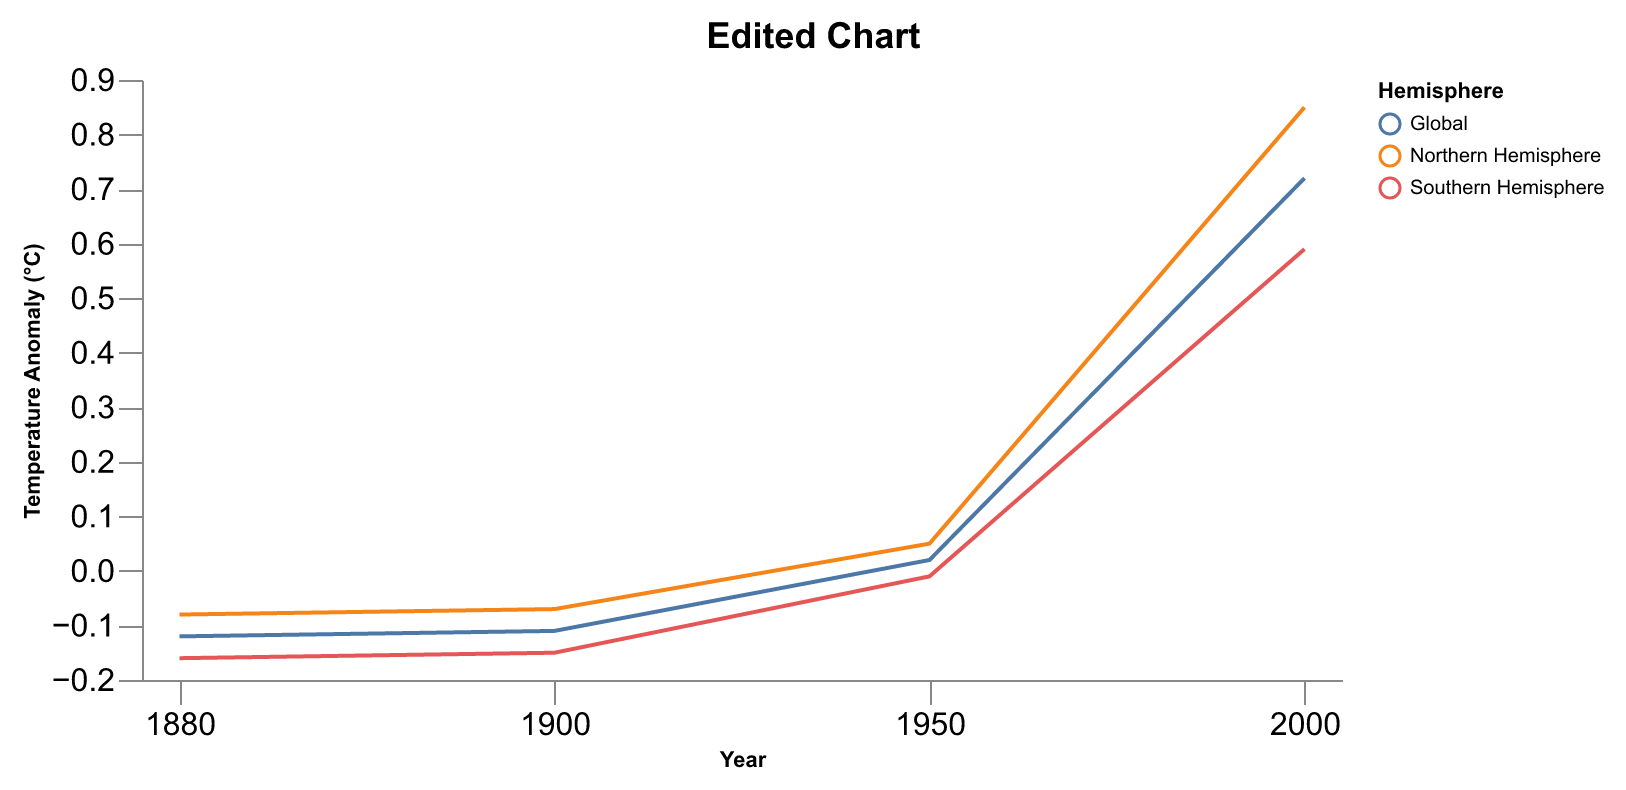 Edited Chart
0.9
0.8
0.7
0.6
0.5
0.4
0.3
0.2
0.1
0.0
−0.1
−0.2
Temperature Anomaly (°C)
1880 1900 1950 2000
Year
Hemisphere
Global
Northern Hemisphere
Southern Hemisphere